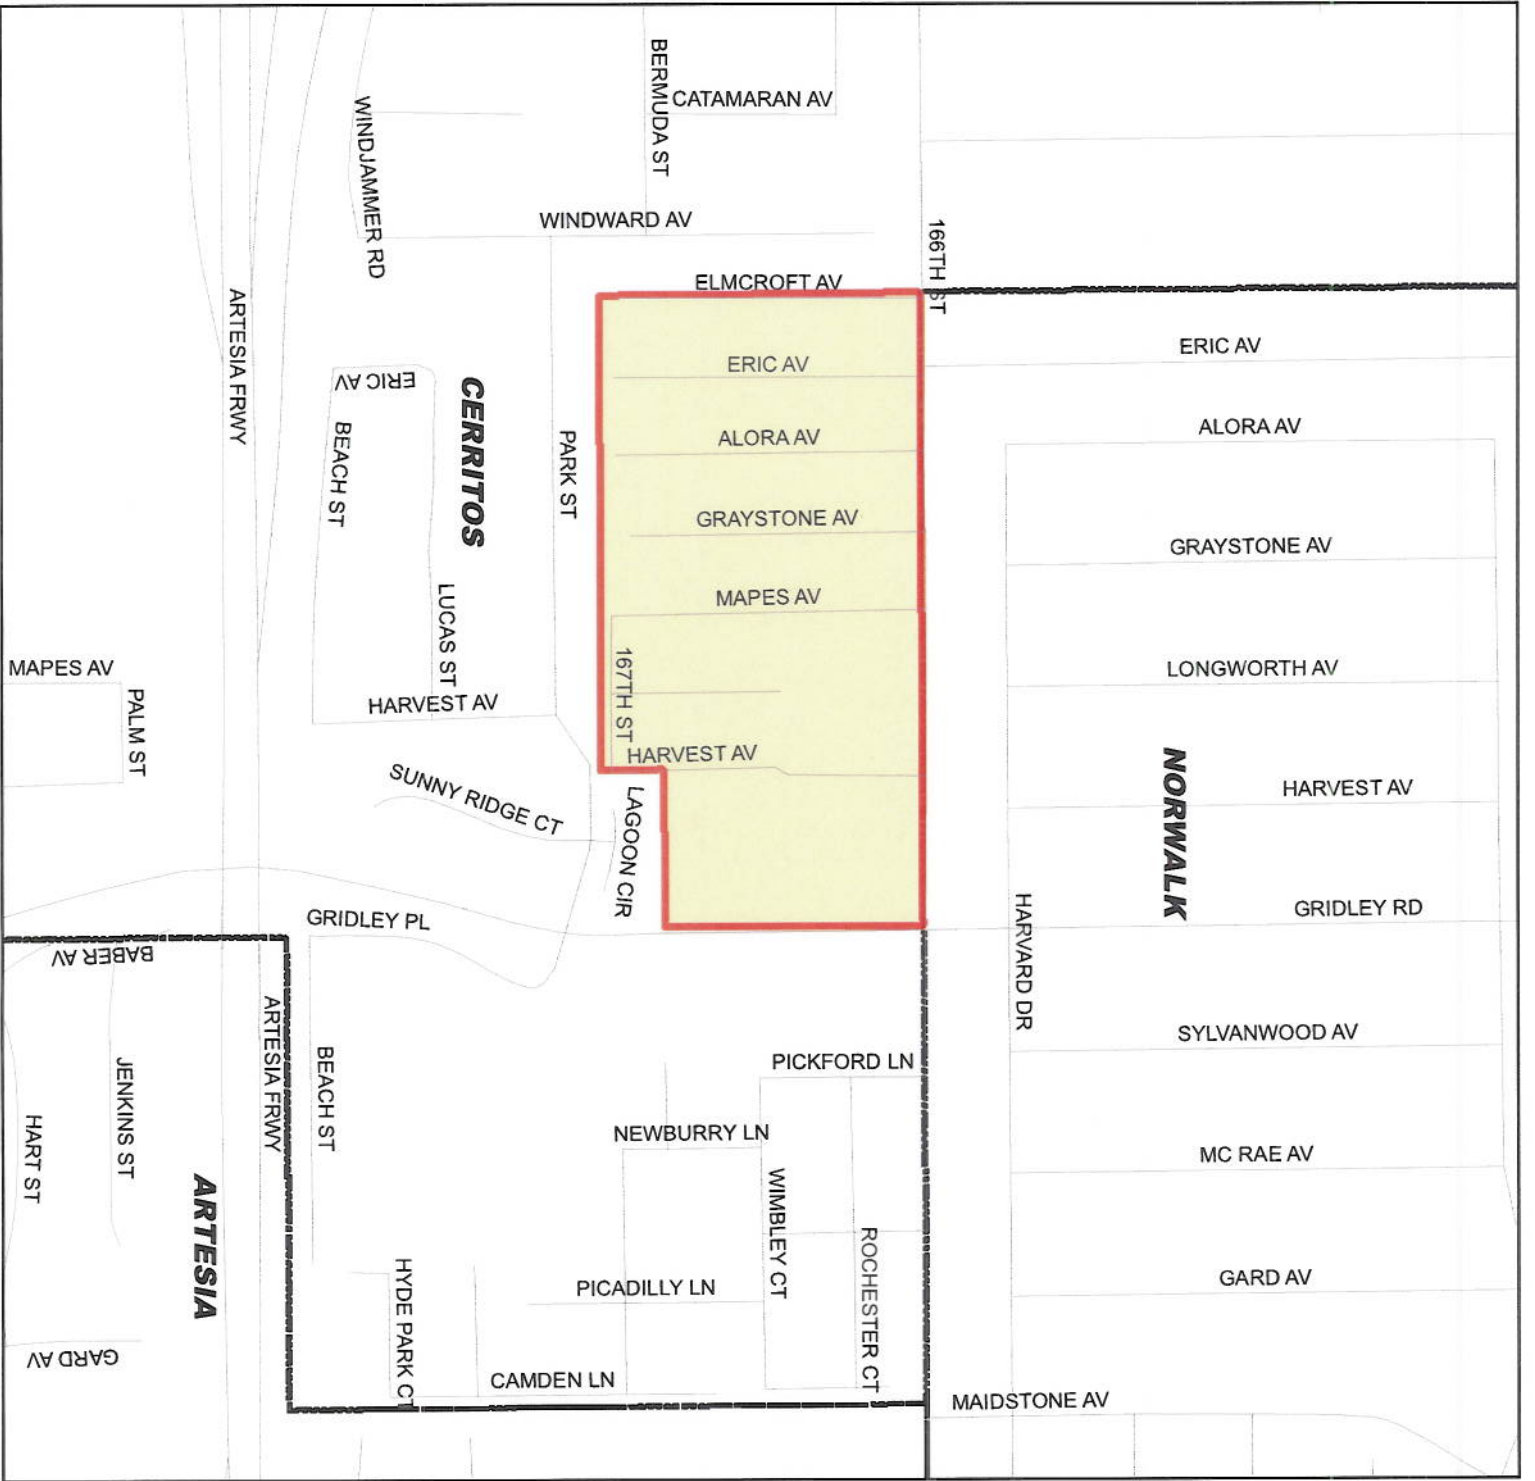 BERMUDA ST
CATAMARAN AV
WINDJAMMER RD
WINDWARD AV
166TH ST
ELMCROFT AV
ARTESIA FRWY
ERIC AV
ERIC AV
ERIC AV
CERRITOS
BEACH ST
PARK ST
ALORA AV
ALORA AV
GRAYSTONE AV
GRAYSTONE AV
LUCAS ST
MAPES AV
MAPES AV
167TH ST
LONGWORTH AV
PALM ST
HARVEST AV
HARVEST AV
NORWALK
HARVEST AV
SUNNY RIDGE CT
LAGOON CIR
GRIDLEY PL
HARVARD DR
GRIDLEY RD
BABER AV
ARTESIA FRWY
BEACH ST
JENKINS ST
HART ST
PICKFORD LN
SYLVANWOOD AV
NEWBURRY LN
WIMBLEY CT
MC RAE AV
ARTESIA
ROCHESTER CT
HYDE PARK CT
PICADILLY LN
GARD AV
GARD AV
CAMDEN LN
MAIDSTONE AV